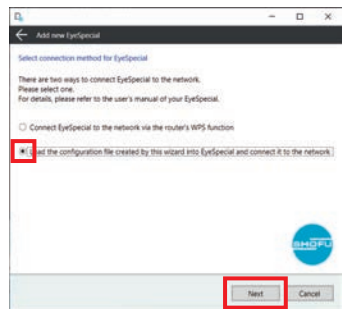 Add new EyeSpecial
Select connection method for EyeSpecial
There are two ways to connect EyeSpecial to the network.
Please select one.
For details, please refer to the user's manual of your EyeSpecial.
Connect EyeSpecial to the network via the router's WPS function
Load the configuration file created by this wizard into EyeSpecial and connect it to the network
SHOFU
Next Cancel